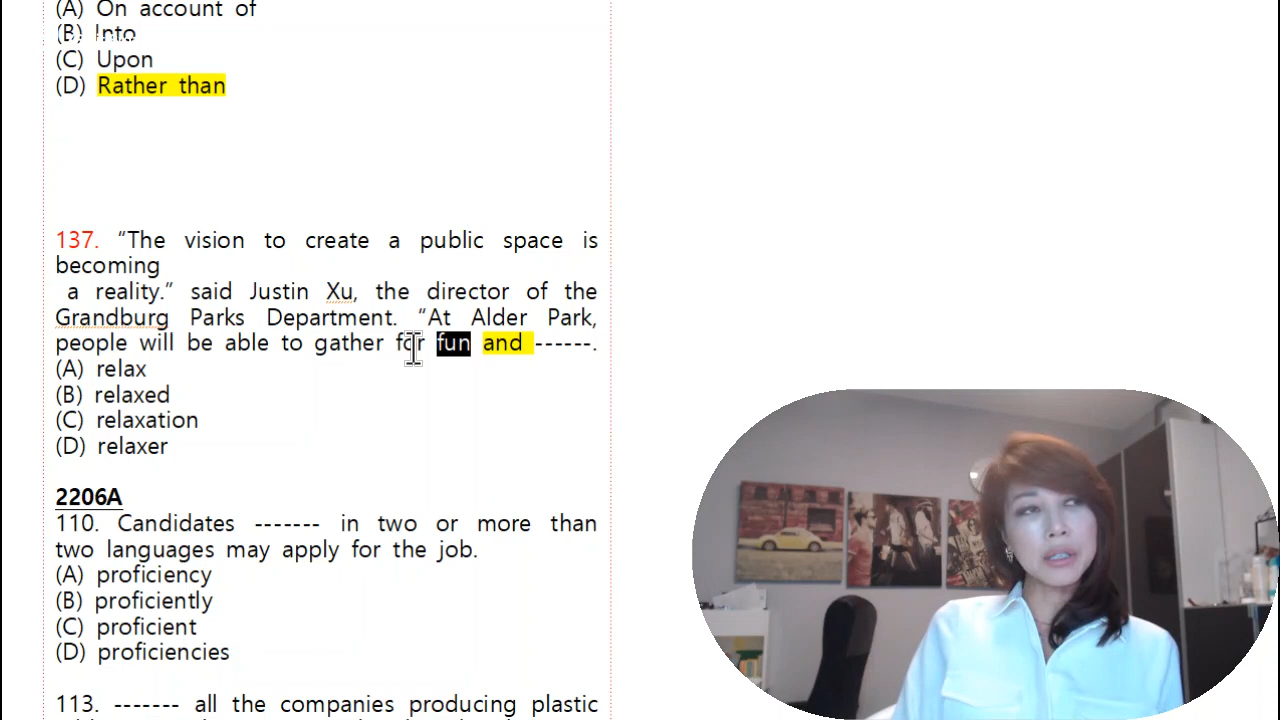 (A) On account of
(B) Into
(C) Upon
(D) Rather than
137. “The vision to create a public space is
becoming
a reality.” said Justin Xu, the director of the
Grandburg Parks Department. “At Alder Park,
people will be able to gather for fun and ------.
(A) relax
(B) relaxed
(C) relaxation
(D) relaxer
2206A
110. Candidates ------- in two or more than
two languages may apply for the job.
(A) proficiency
(B) proficiently
(C) proficient
(D) proficiencies
113. ------- all the companies producing plastic